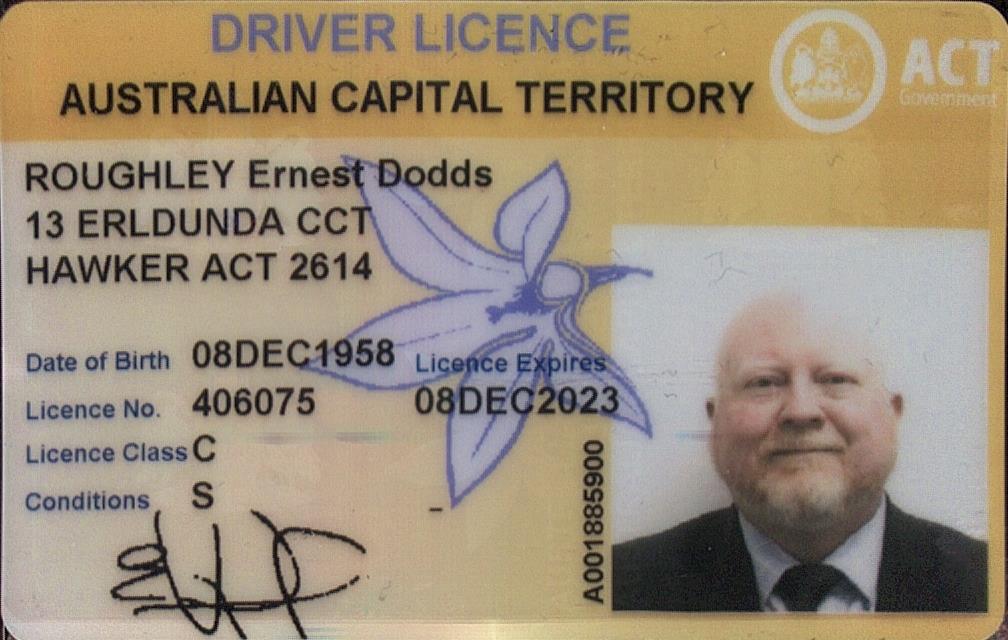 DRIVER LICENCE
AUSTRALIAN CAPITAL TERRITORY
ACT
Government
ROUGHLEY Ernest Dodds
13 ERLDUNDA CCT
HAWKER ACT 2614
Date of Birth 08DEC1958 Licence Expires
Licence No. 406075 08DEC2023
Licence Class C
Conditions S
A001885900